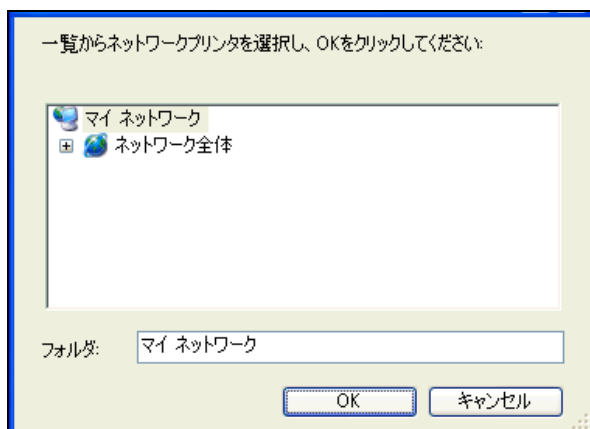 一覧からネットワークプリンタを選択し、OKをクリックしてください:
マイ ネットワーク
ネットワーク全体
フォルダ: マイ ネットワーク
OK キャンセル